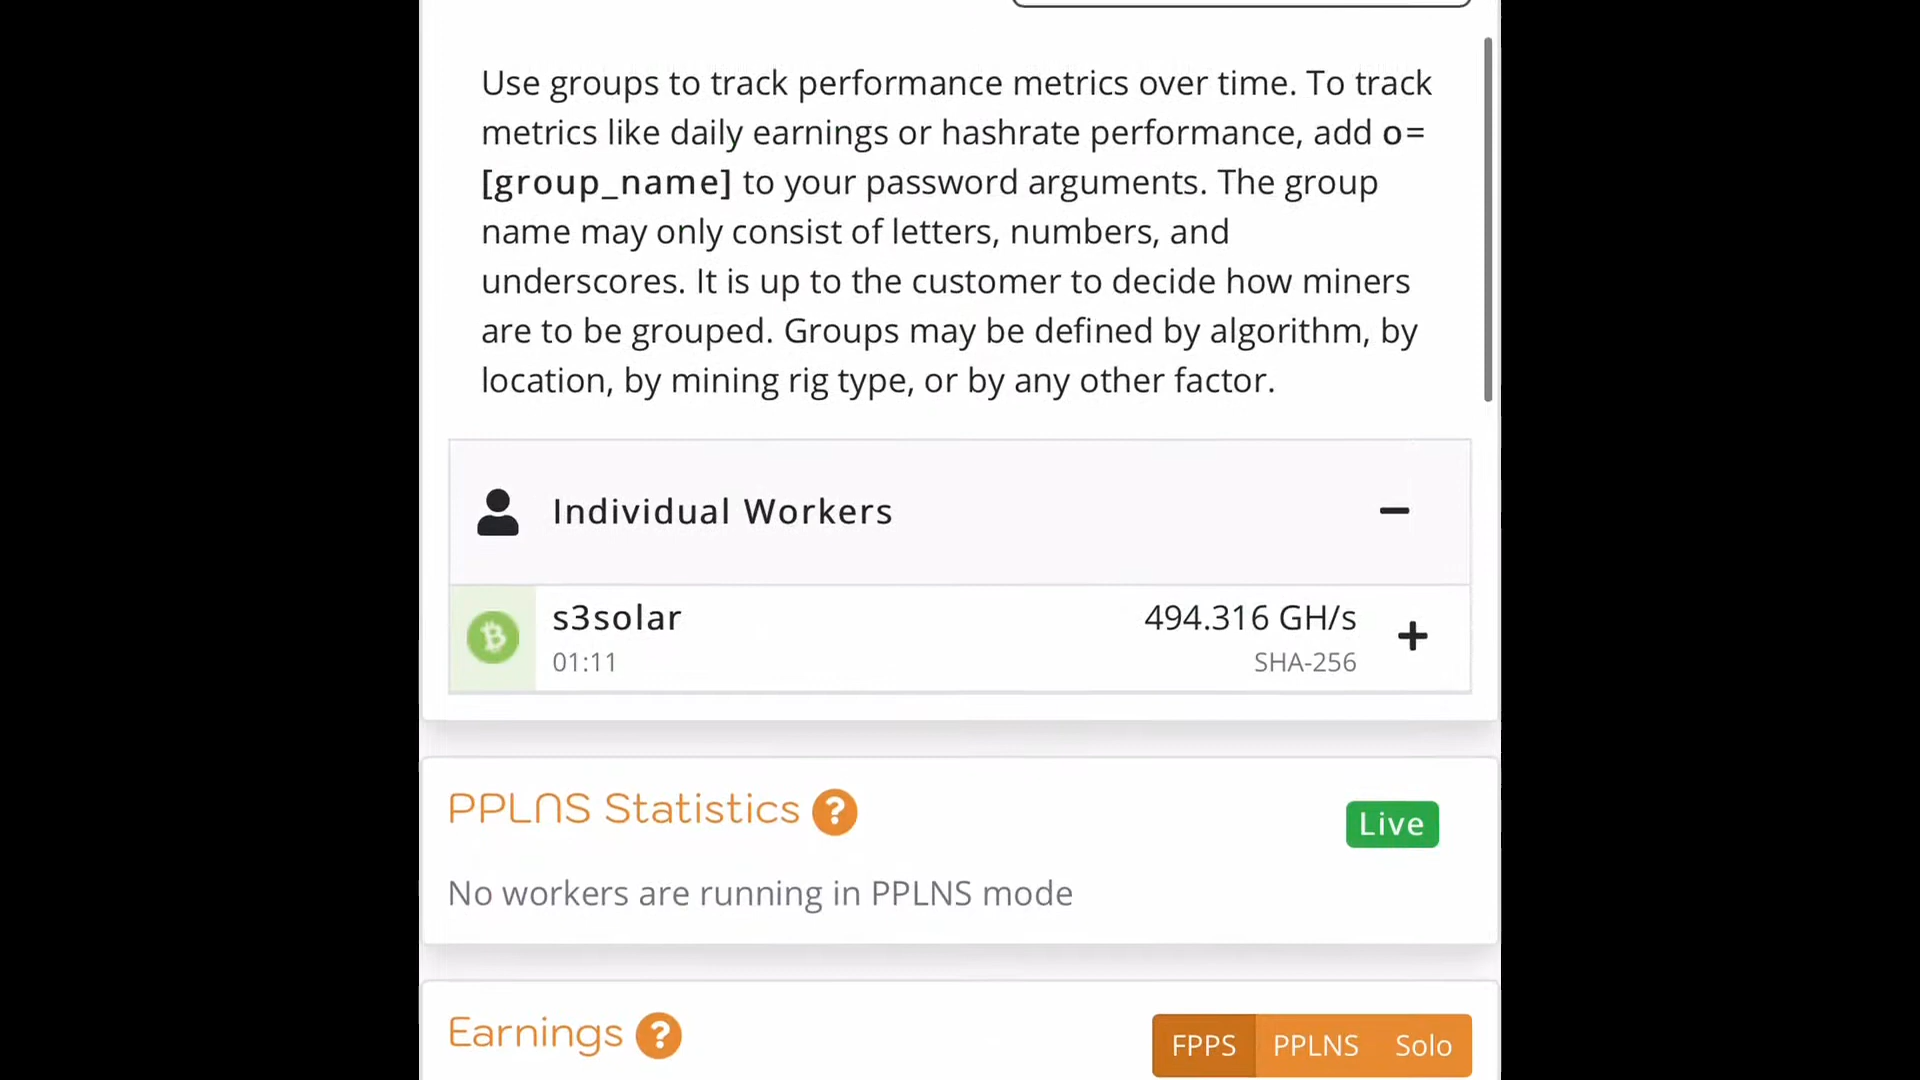 Use groups to track performance metrics over time. To track
metrics like daily earnings or hashrate performance, add o=
[group_name] to your password arguments. The group
name may only consist of letters, numbers, and
underscores. It is up to the customer to decide how miners
are to be grouped. Groups may be defined by algorithm, by
location, by mining rig type, or by any other factor.
Individual Workers
s3solar 494.316 GH/s
01:11 SHA-256
PPLNS Statistics ?
Live
No workers are running in PPLNS mode
Earnings ?
FPPS PPLNS Solo